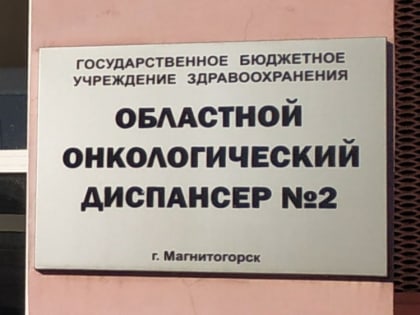 ГОСУДАРСТВЕННОЕ БЮДЖЕТНОЕ
УЧРЕЖДЕНИЕ ЗДРАВООХРАНЕНИЯ
ОБЛАСТНОЙ
ОНКОЛОГИЧЕСКИЙ
ДИСПАНСЕР №2
г. Магнитогорск